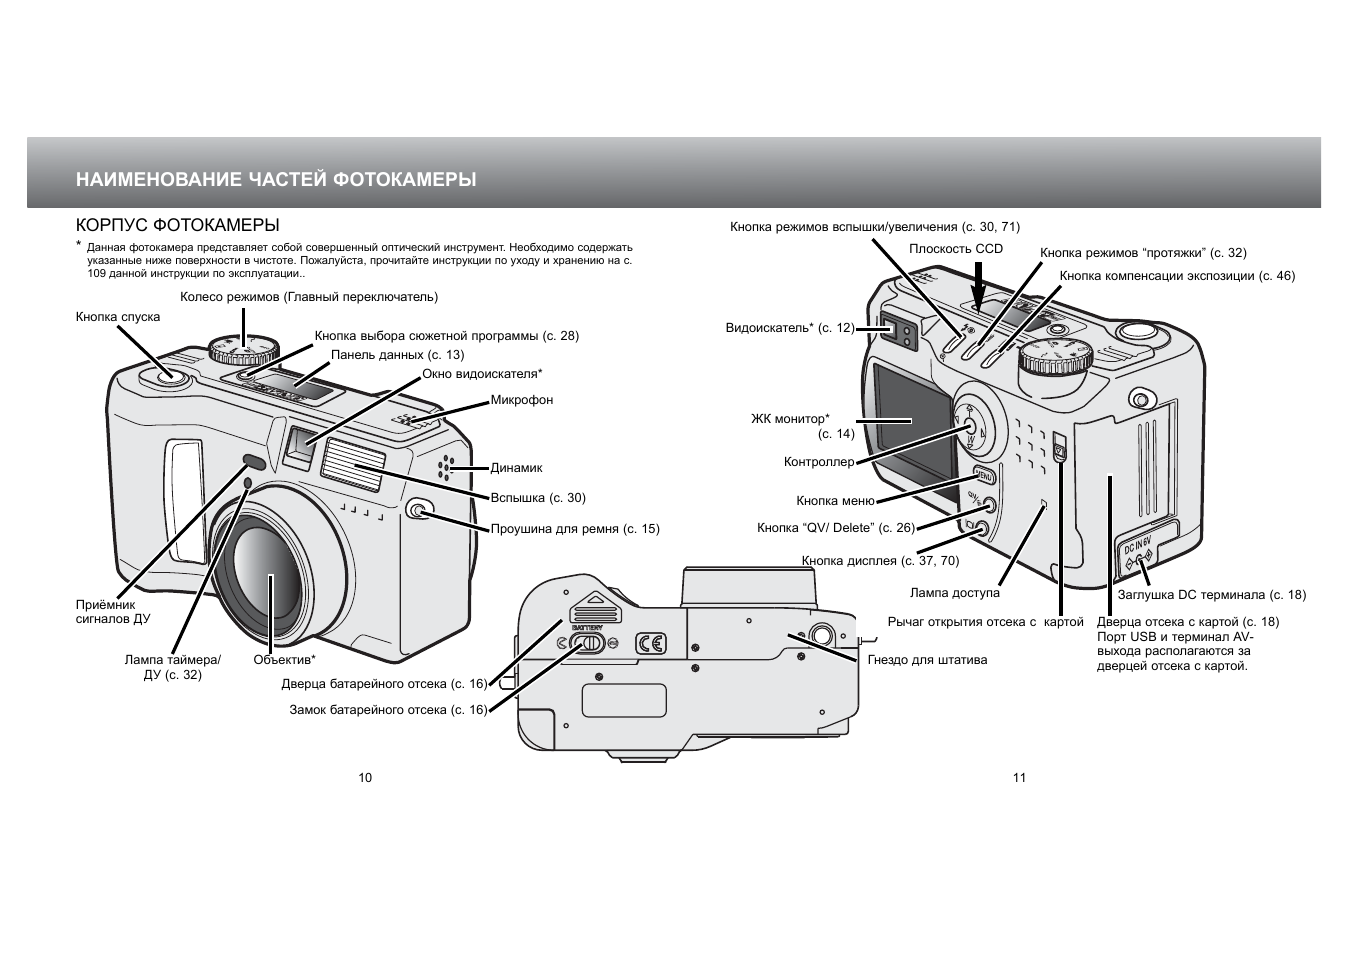 НАИМЕНОВАНИЕ ЧАСТЕЙ ФОТОКАМЕРЫ
КОРПУС ФОТОКАМЕРЫ
* Данная фотокамера представляет собой совершенный оптический инструмент. Необходимо содержать
указанные ниже поверхности в чистоте. Пожалуйста, прочитайте инструкции по уходу и хранению на с.
109 данной инструкции по эксплуатации..
Колесо режимов (Главный переключатель)
Кнопка спуска
Кнопка выбора сюжетной программы (с. 28)
Панель данных (с. 13)
Окно видоискателя*
Микрофон
Динамик
Вспышка (с. 30)
Проушина для ремня (с. 15)
Приёмник
сигналов ДУ
Лампа таймера/
ДУ (с. 32)
Объектив*
Дверца батарейного отсека (с. 16)
Замок батарейного отсека (с. 16)
BATTERY
CE
Гнездо для штатива
10
Кнопка режимов вспышки/увеличения (с. 30, 71)
Плоскость CCD
Кнопка режимов “протяжки” (с. 32)
Кнопка компенсации экспозиции (с. 46)
Видоискатель* (с. 12)
ЖК монитор*
(с. 14)
Контроллер
Кнопка меню
Кнопка “QV/ Delete” (с. 26)
Кнопка дисплея (с. 37, 70)
MENU
QV/
W
DC IN 6V
Лампа доступа
Заглушка DC терминала (с. 18)
Рычаг открытия отсека с картой
Дверца отсека с картой (с. 18)
Порт USB и терминал AV-
выхода располагаются за
дверцей отсека с картой.
11